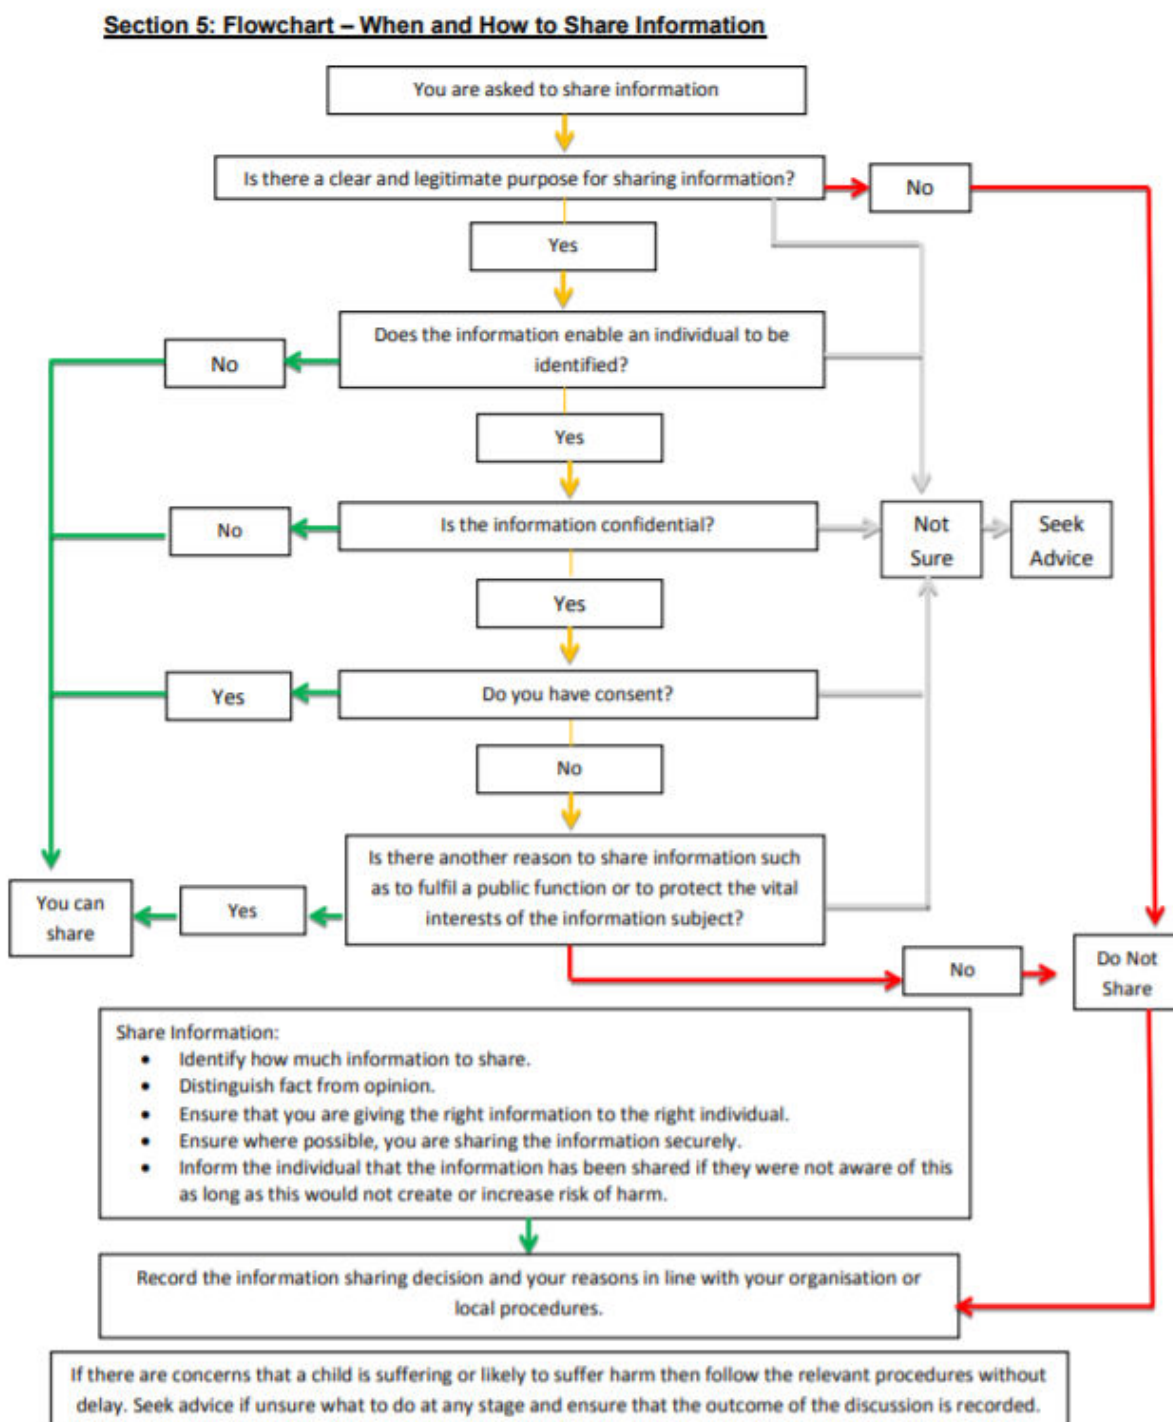 Section 5: Flowchart – When and How to Share Information
You are asked to share information
Is there a clear and legitimate purpose for sharing information?
No
Yes
Does the information enable an individual to be
identified?
No
Yes
Is the information confidential?
No
Not
Sure
Seek
Advice
Yes
Do you have consent?
Yes
No
Is there another reason to share information such
as to fulfil a public function or to protect the vital
interests of the information subject?
Yes
You can
share
No
Do Not
Share
Share Information:
• Identify how much information to share.
• Distinguish fact from opinion.
• Ensure that you are giving the right information to the right individual.
• Ensure where possible, you are sharing the information securely.
• Inform the individual that the information has been shared if they were not aware of this
as long as this would not create or increase risk of harm.
Record the information sharing decision and your reasons in line with your organisation or
local procedures.
If there are concerns that a child is suffering or likely to suffer harm then follow the relevant procedures without
delay. Seek advice if unsure what to do at any stage and ensure that the outcome of the discussion is recorded.